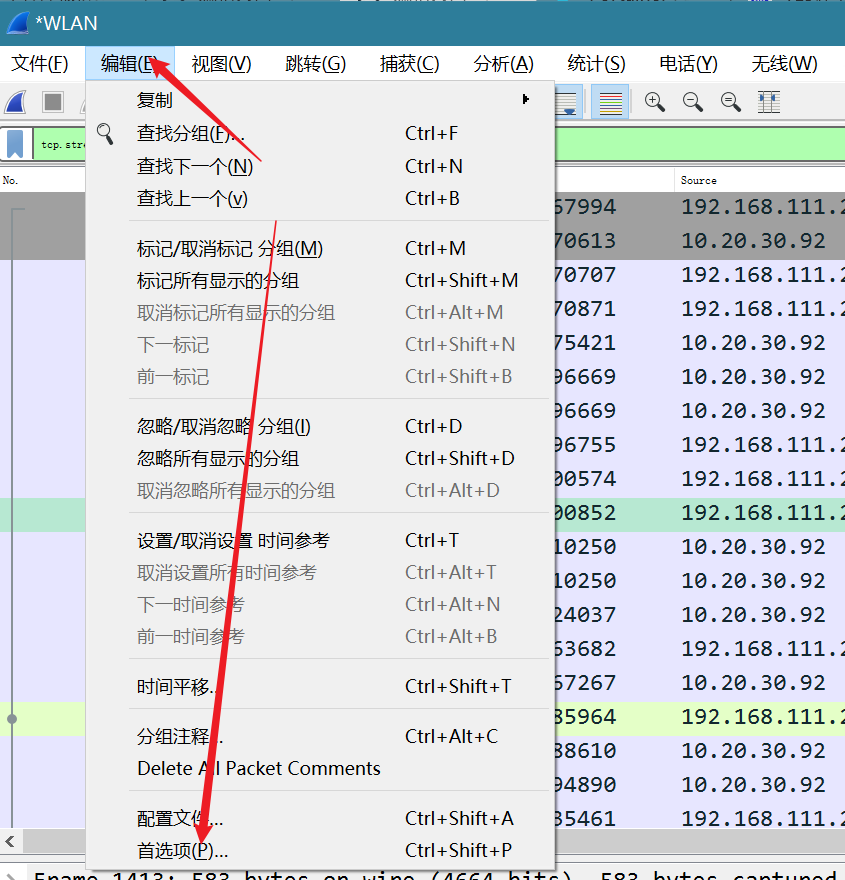 *WLAN
文件(F) 编辑(E) 视图(V) 跳转(G) 捕获(C) 分析(A) 统计(S) 电话(Y) 无线(W)
tcp.stre
No. Source
复制
查找分组(F)... Ctrl+F
查找下一个(N) Ctrl+N
查找上一个(v) Ctrl+B
标记/取消标记 分组(M) Ctrl+M
标记所有显示的分组 Ctrl+Shift+M
取消标记所有显示的分组 Ctrl+Alt+M
下一标记 Ctrl+Shift+N
前一标记 Ctrl+Shift+B
忽略/取消忽略 分组(I) Ctrl+D
忽略所有显示的分组 Ctrl+Shift+D
取消忽略所有显示的分组 Ctrl+Alt+D
设置/取消设置 时间参考 Ctrl+T
取消设置所有时间参考 Ctrl+Alt+T
下一时间参考 Ctrl+Alt+N
前一时间参考 Ctrl+Alt+B
时间平移... Ctrl+Shift+T
分组注释... Ctrl+Alt+C
Delete All Packet Comments
配置文件... Ctrl+Shift+A
首选项(P)... Ctrl+Shift+P
67994 192.168.111.2
70613 10.20.30.92
70707 192.168.111.2
70871 192.168.111.2
75421 10.20.30.92
96669 10.20.30.92
96669 10.20.30.92
96755 192.168.111.2
00574 192.168.111.2
00852 192.168.111.2
10250 10.20.30.92
10250 10.20.30.92
24037 10.20.30.92
63682 192.168.111.2
67267 10.20.30.92
85964 192.168.111.2
88610 10.20.30.92
94890 10.20.30.92
85461 192.168.111.2
Frame 1413: 583 bytes on wire (4664 bits), 583 bytes captured